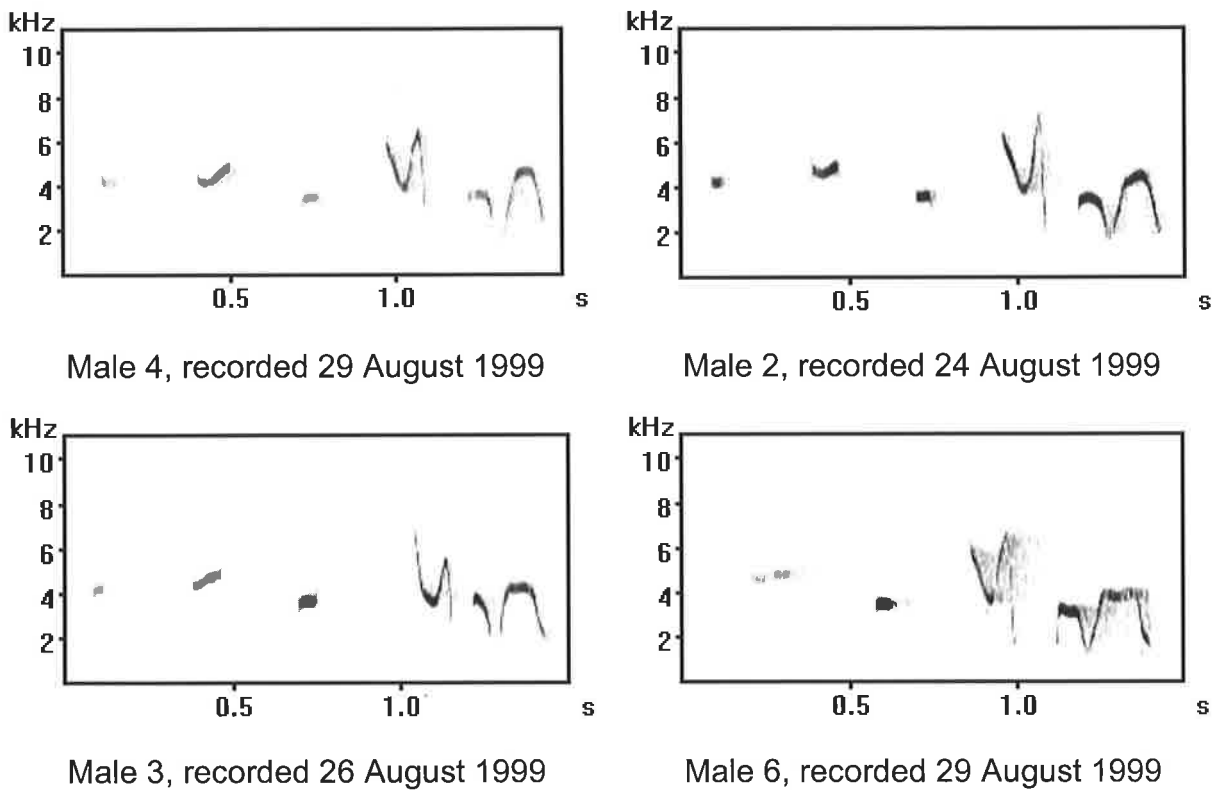 kHz
10
8
6
4
2
0.5 1.0 s
Male 4, recorded 29 August 1999
kHz
10
8
6
4
2
0.5 1.0 s
Male 2, recorded 24 August 1999
kHz
10
8
6
4
2
0.5 1.0 s
Male 3, recorded 26 August 1999
kHz
10
8
6
4
2
0.5 1.0 s
Male 6, recorded 29 August 1999